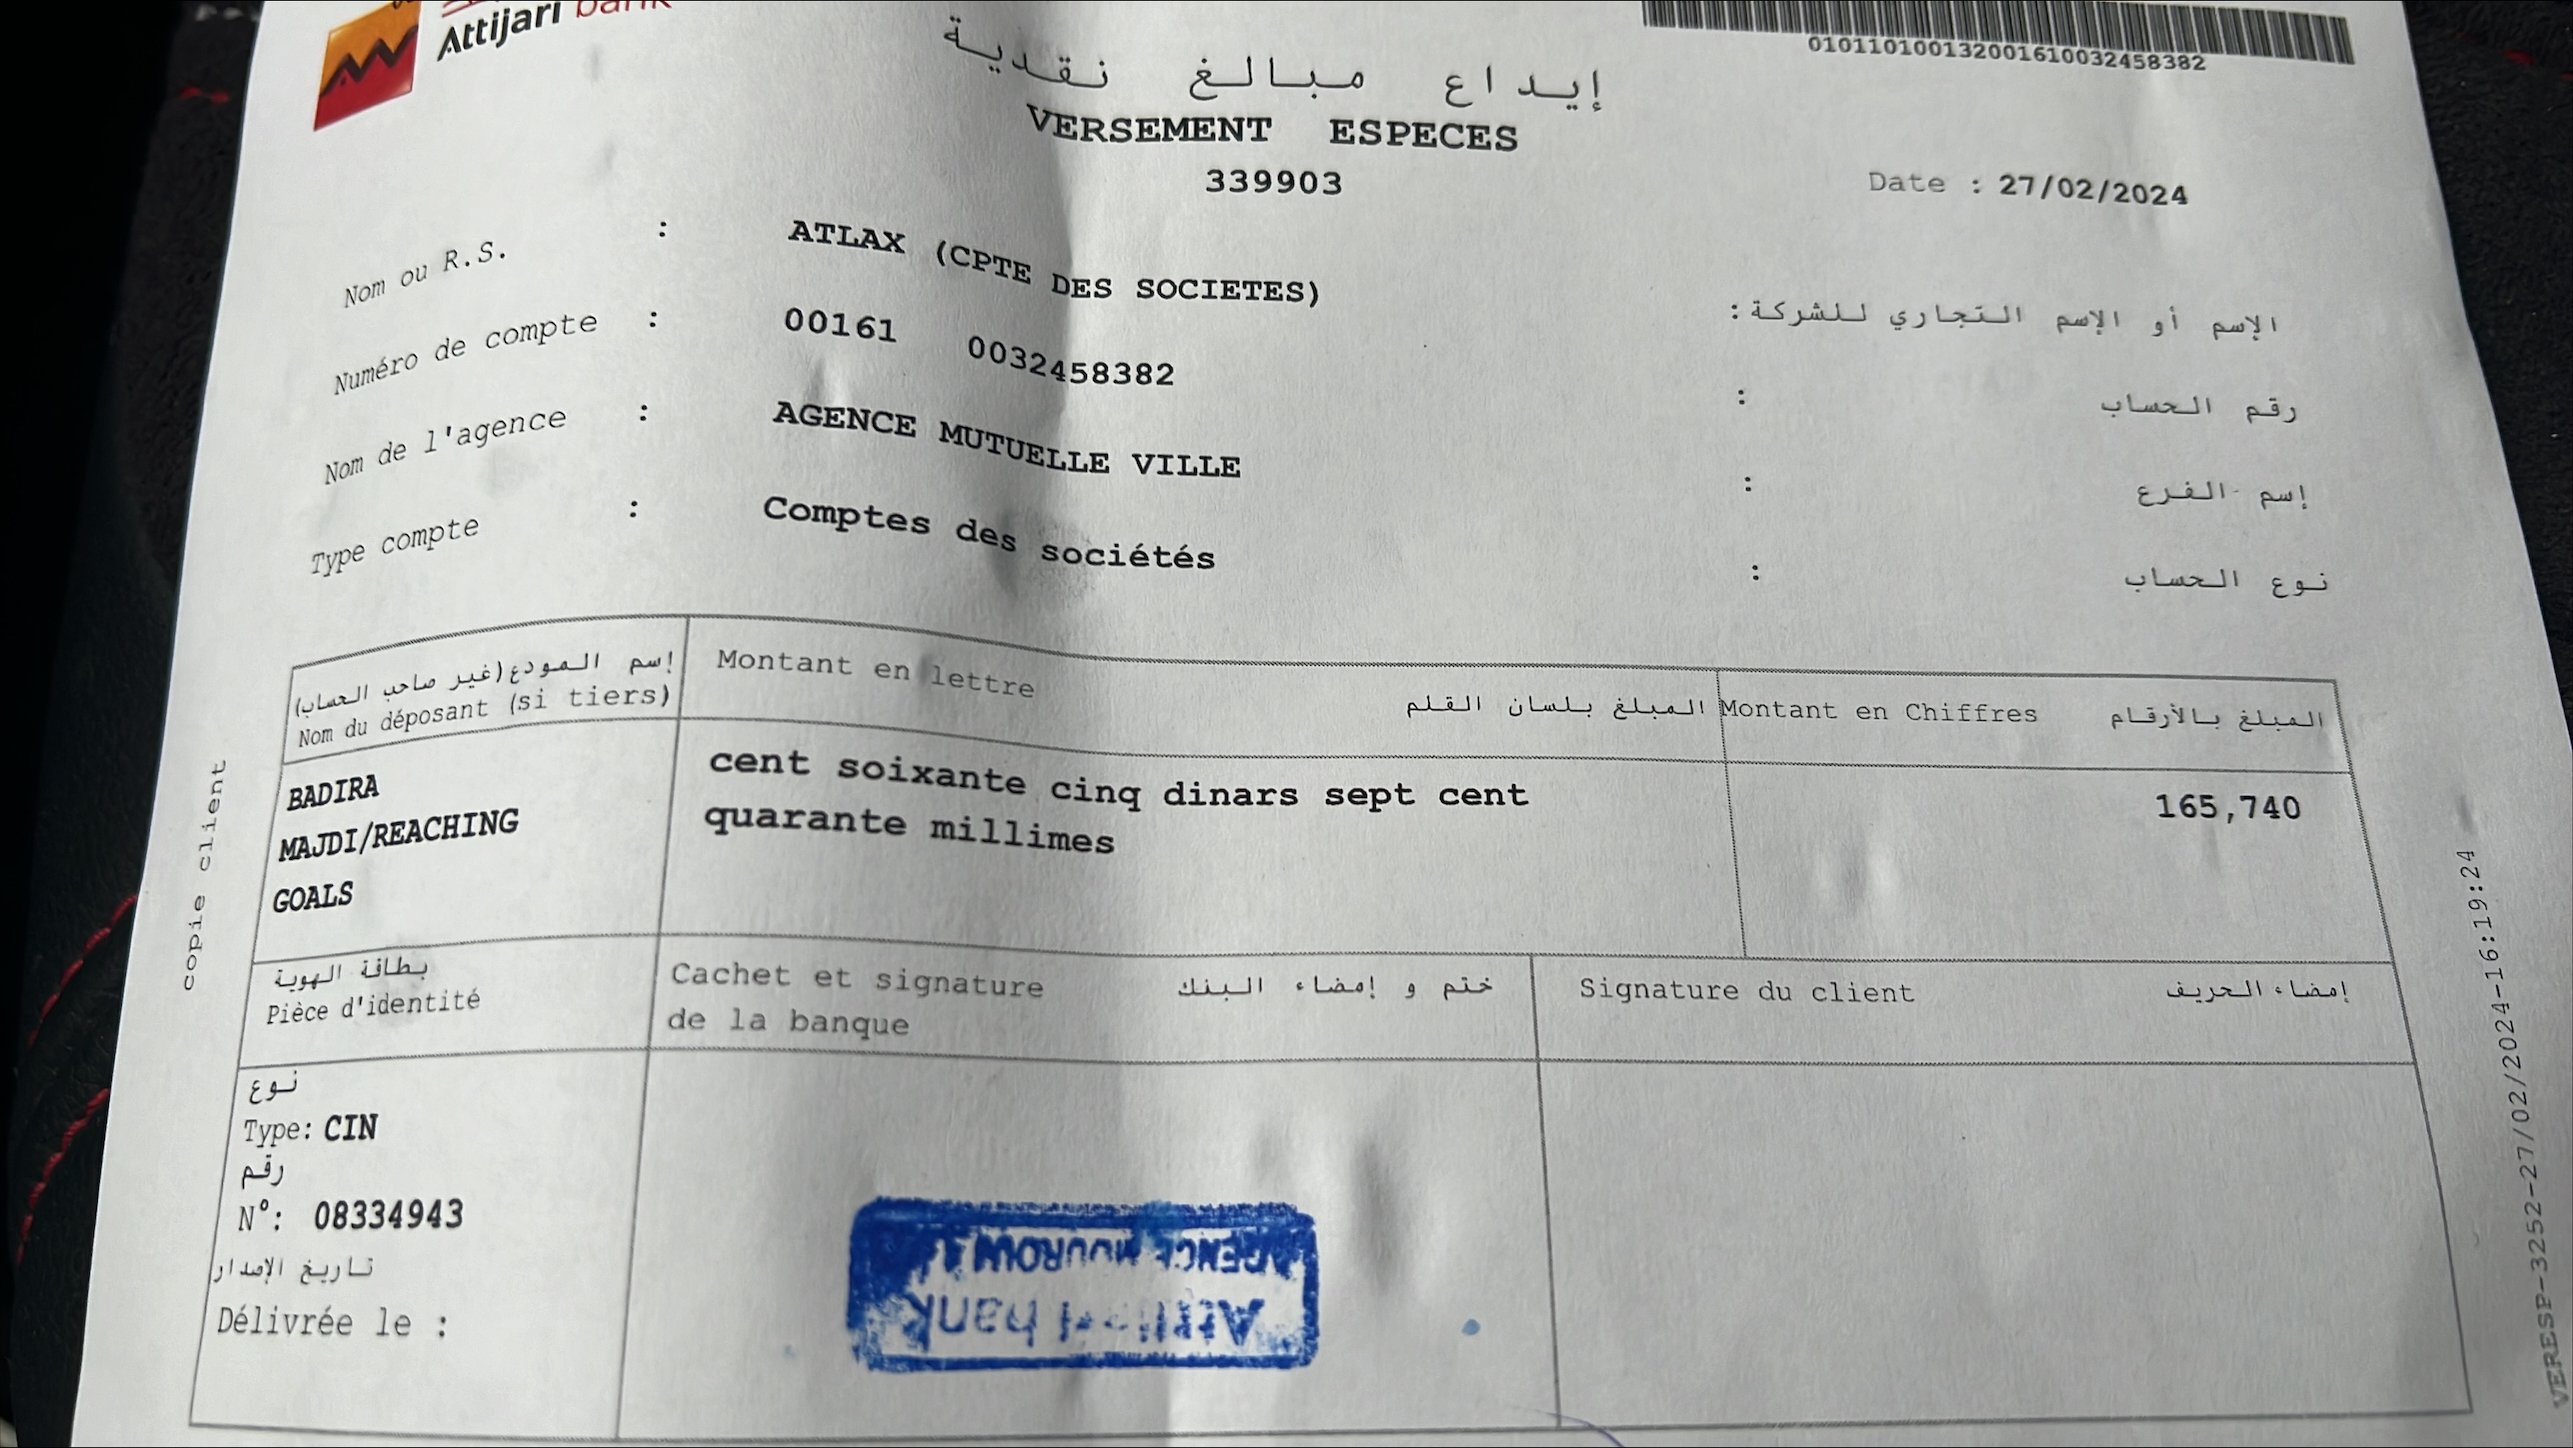 Attijari bank
010110100132001610032458382
إيداع مبالغ نقدية
VERSEMENT ESPECES
339903
Date : 27/02/2024
Nom ou R.S. : ATLAX (CPTE DES SOCIETES)
الإسم أو الإسم التجاري للشركة:
Numéro de compte : 00161 0032458382
: رقم الحساب
Nom de l'agence : AGENCE MUTUELLE VILLE
: إسم الفرع
Type compte : Comptes des sociétés
: نوع الحساب
إسم المودع(غير صاحب الحساب)
Nom du déposant (si tiers)
Montant en lettre المبلغ بلسان القلم
Montant en Chiffres المبلغ بالأرقام
BADIRA
MAJDI/REACHING
GOALS
cent soixante cinq dinars sept cent
quarante millimes
165,740
copie client
بطاقة الهوية
Pièce d'identité
Cachet et signature ختم و إمضاء البنك
de la banque
Signature du client إمضاء الحريف
نوع
Type: CIN
رقم
N°: 08334943
تاريخ الإصدار
Délivrée le :
Attijari bank
AGENCE
VERESP-3252-27/02/2024-16:19:24